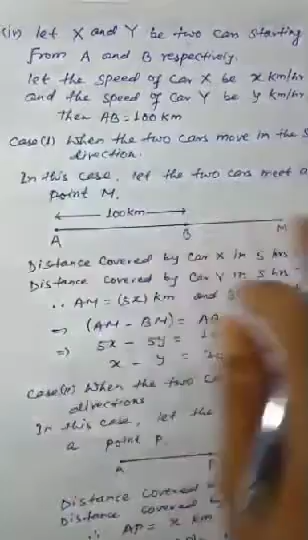 (iv) let X and Y be two cars starting
from A and B respectively.
let the speed of car X be x km/hr
and the speed of car Y be y km/hr
then AB = 100 km
Case(I) When the two cars move in the
direction.
In this case, let the two cars meet a
point M.
100km
A B M
Distance covered by car X in 5 hrs
Distance covered by car Y in 5 hrs
∴ AM = (5x) km and
⇒ (AM - BM) =
⇒ 5x - 5y =
x - y =
Case(II) When the two
directions
In this case, let the
a point P.
A
Distance covered
Distance covered
∴ AP = x km